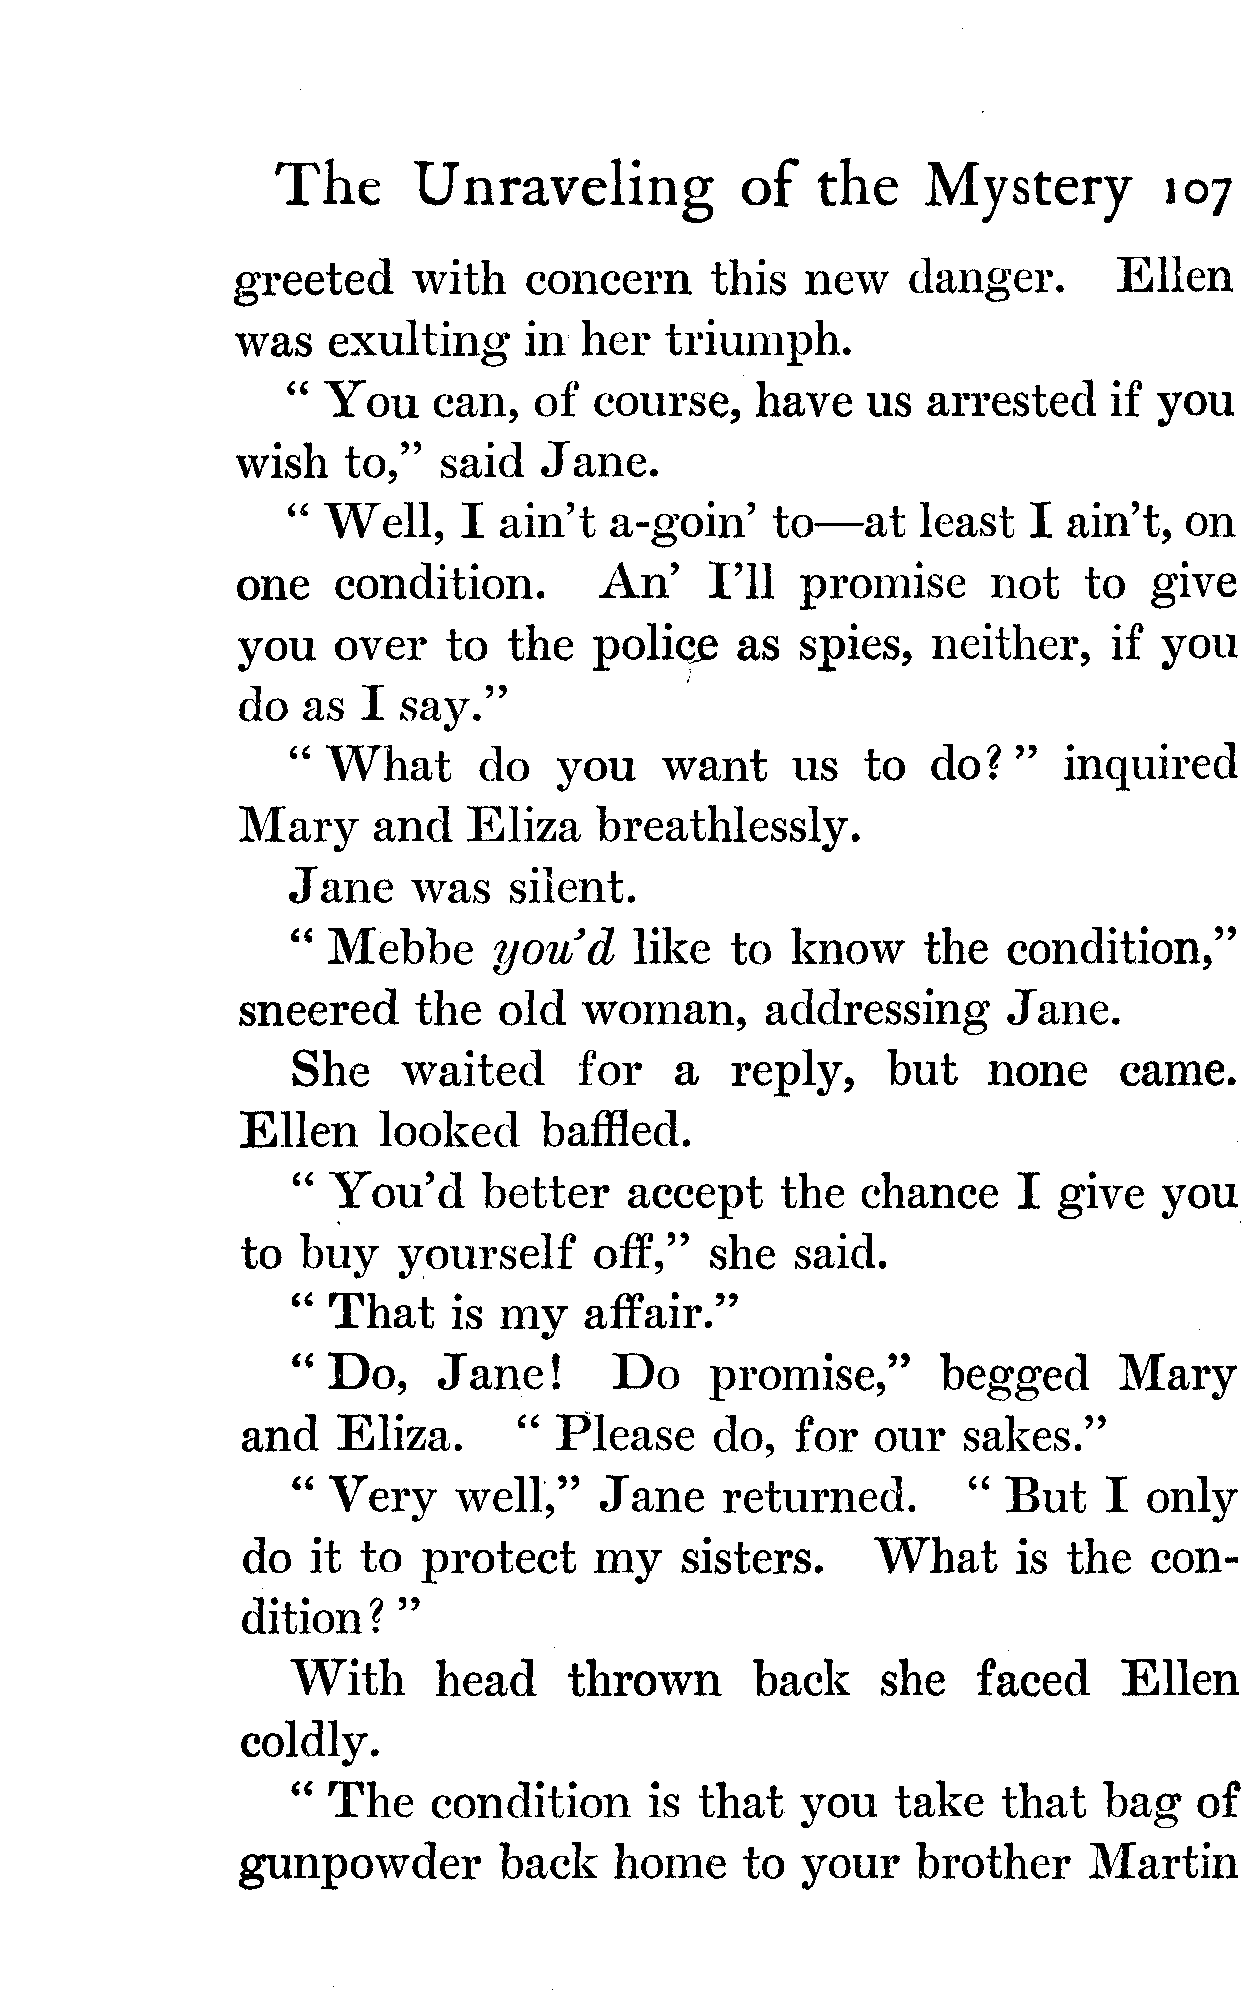 The Unraveling of the Mystery 107
greeted with concern this new danger. Ellen
was exulting in her triumph.
“ You can, of course, have us arrested if you
wish to,” said Jane.
“ Well, I ain’t a-goin’ to—at least I ain’t, on
one condition. An’ I’ll promise not to give
you over to the police as spies, neither, if you
do as I say.”
“ What do you want us to do? ” inquired
Mary and Eliza breathlessly.
Jane was silent.
“ Mebbe you’d like to know the condition,”
sneered the old woman, addressing Jane.
She waited for a reply, but none came.
Ellen looked baffled.
“ You’d better accept the chance I give you
to buy yourself off,” she said.
“ That is my affair.”
“ Do, Jane! Do promise,” begged Mary
and Eliza. “ Please do, for our sakes.”
“ Very well,” Jane returned. “ But I only
do it to protect my sisters. What is the con-
dition? ”
With head thrown back she faced Ellen
coldly.
“ The condition is that you take that bag of
gunpowder back home to your brother Martin